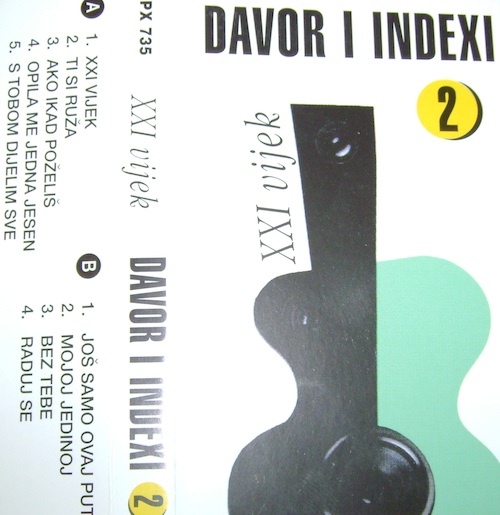 DAVOR I INDEXI
2
XXI vijek
PX 735
XXI vijek
DAVOR I INDEXI
2
A
1. XXI VIJEK
2. TI SI RUŽA
3. AKO IKAD POŽELIŠ
4. OPILA ME JEDNA JESEN
5. S TOBOM DIJELIM SVE
B
1. JOŠ SAMO OVAJ PUT
2. MOJOJ JEDINOJ
3. BEZ TEBE
4. RADUJ SE